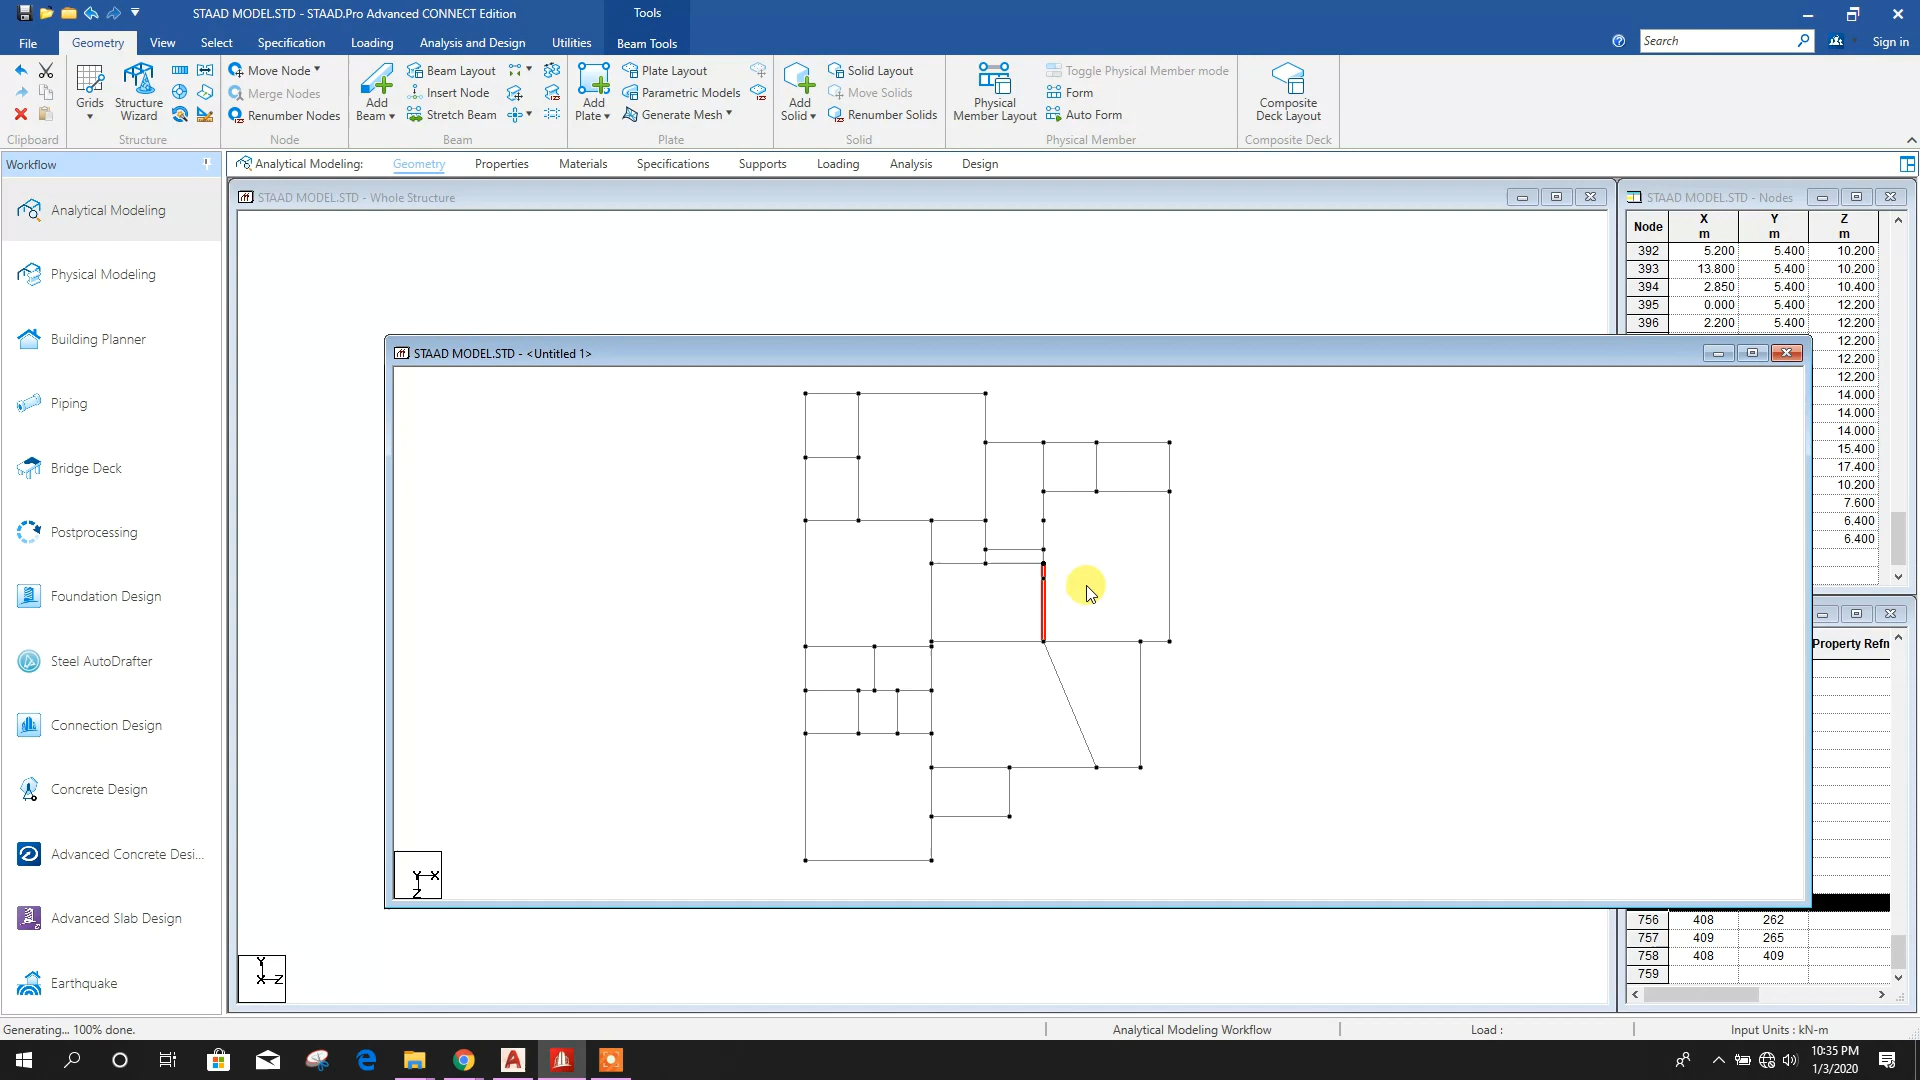 STAAD MODEL.STD - STAAD.Pro Advanced CONNECT Edition
Tools
File
Geometry
View
Select
Specification
Loading
Analysis and Design
Utilities
Beam Tools
Search
Sign in
Grids
Structure Wizard
Move Node
Merge Nodes
Renumber Nodes
Add Beam
Beam Layout
Insert Node
Stretch Beam
Add Plate
Plate Layout
Parametric Models
Generate Mesh
Add Solid
Solid Layout
Move Solids
Renumber Solids
Physical Member Layout
Toggle Physical Member mode
Form
Auto Form
Composite Deck Layout
Clipboard
Structure
Node
Beam
Plate
Solid
Physical Member
Composite Deck
Workflow
Analytical Modeling:
Geometry
Properties
Materials
Specifications
Supports
Loading
Analysis
Design
Analytical Modeling
Physical Modeling
Building Planner
Piping
Bridge Deck
Postprocessing
Foundation Design
Steel AutoDrafter
Connection Design
Concrete Design
Advanced Concrete Desi...
Advanced Slab Design
Earthquake
STAAD MODEL.STD - Whole Structure
STAAD MODEL.STD - <Untitled 1>
Y X
Z
Y
X Z
STAAD MODEL.STD - Nodes
Node X m Y m Z m
392 5.200 5.400 10.200
393 13.800 5.400 10.200
394 2.850 5.400 10.400
395 0.000 5.400 12.200
396 2.200 5.400 12.200
12.200
12.200
12.200
14.000
14.000
14.000
15.400
17.400
10.200
7.600
6.400
6.400
Property Refn
756 408 262
757 409 265
758 408 409
759
Generating... 100% done.
Analytical Modeling Workflow
Load :
Input Units : kN-m
10:35 PM
1/3/2020